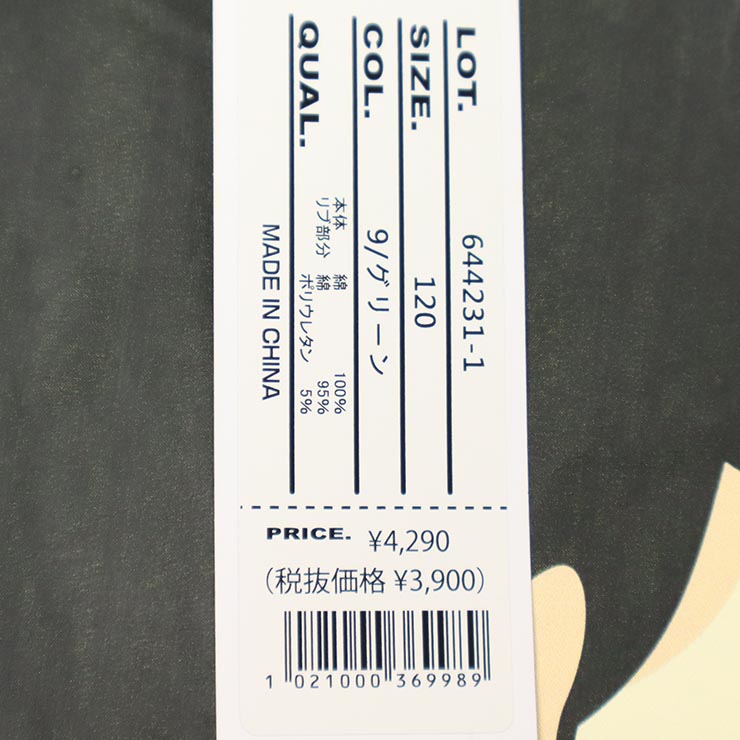 LOT. 644231-1
SIZE. 120
COL. 9/グリーン
QUAL. 本体 綿 100%
リブ部分 綿 95%
ポリウレタン 5%
MADE IN CHINA
PRICE. ¥4,290
(税抜価格 ¥3,900)
1 021000 369989